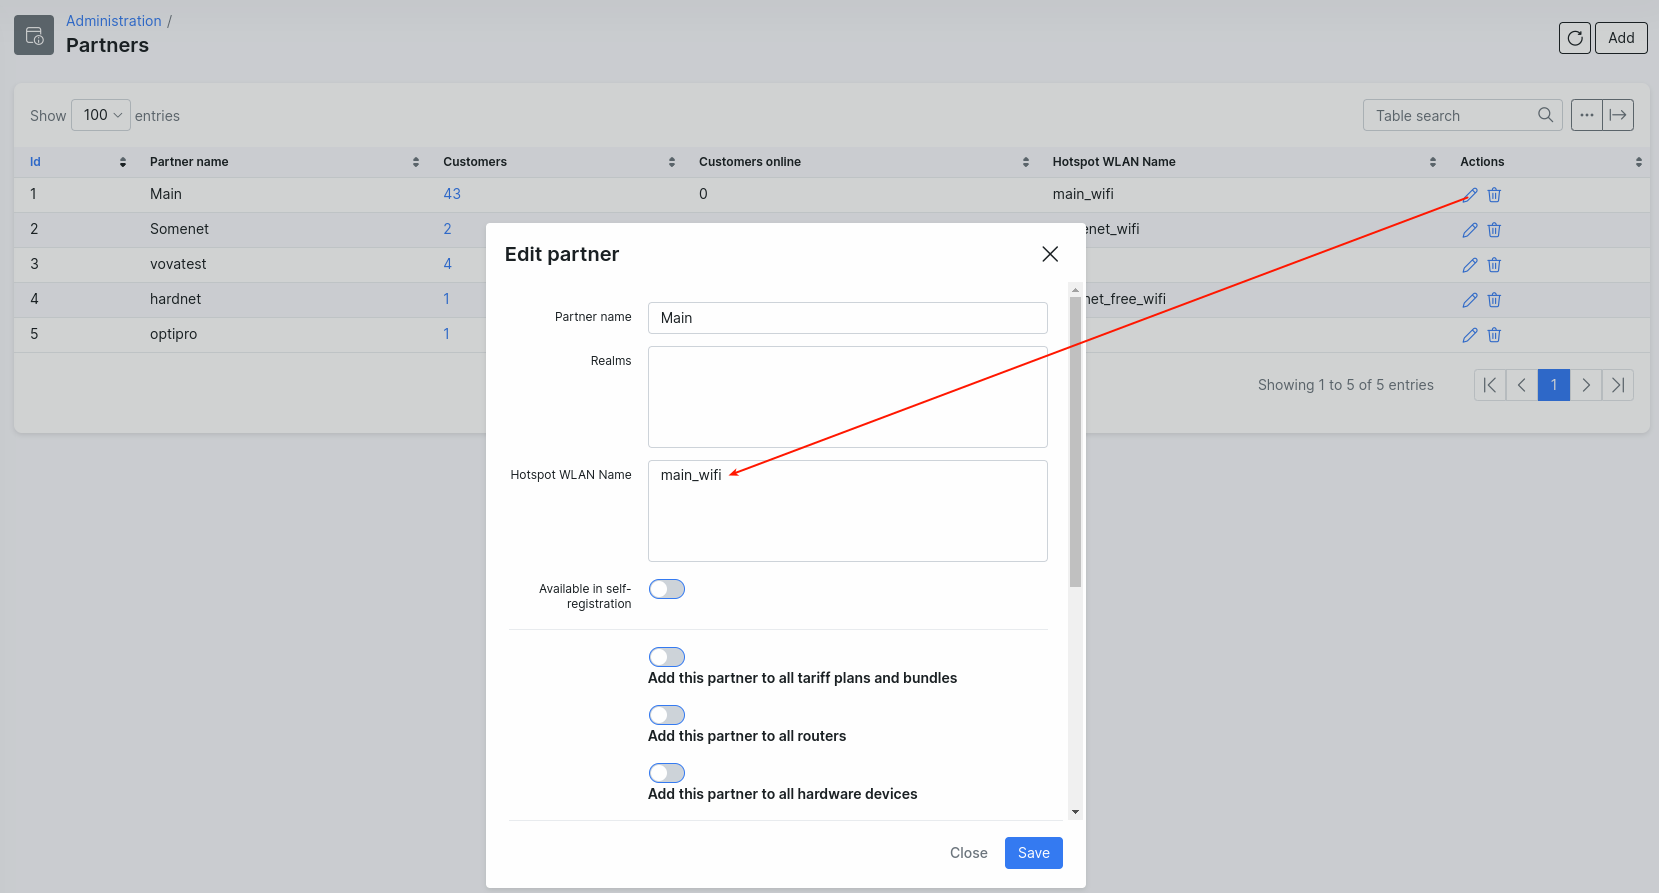 Administration /
Partners
Add
Show 100 entries
Table search
Id Partner name Customers Customers online Hotspot WLAN Name Actions
1 Main 43 0 main_wifi
2 Somenet 2 enet_wifi
3 vovatest 4
4 hardnet 1 net_free_wifi
5 optipro 1
Showing 1 to 5 of 5 entries 1
Edit partner
Partner name Main
Realms
Hotspot WLAN Name main_wifi
Available in self-
registration
Add this partner to all tariff plans and bundles
Add this partner to all routers
Add this partner to all hardware devices
Close Save